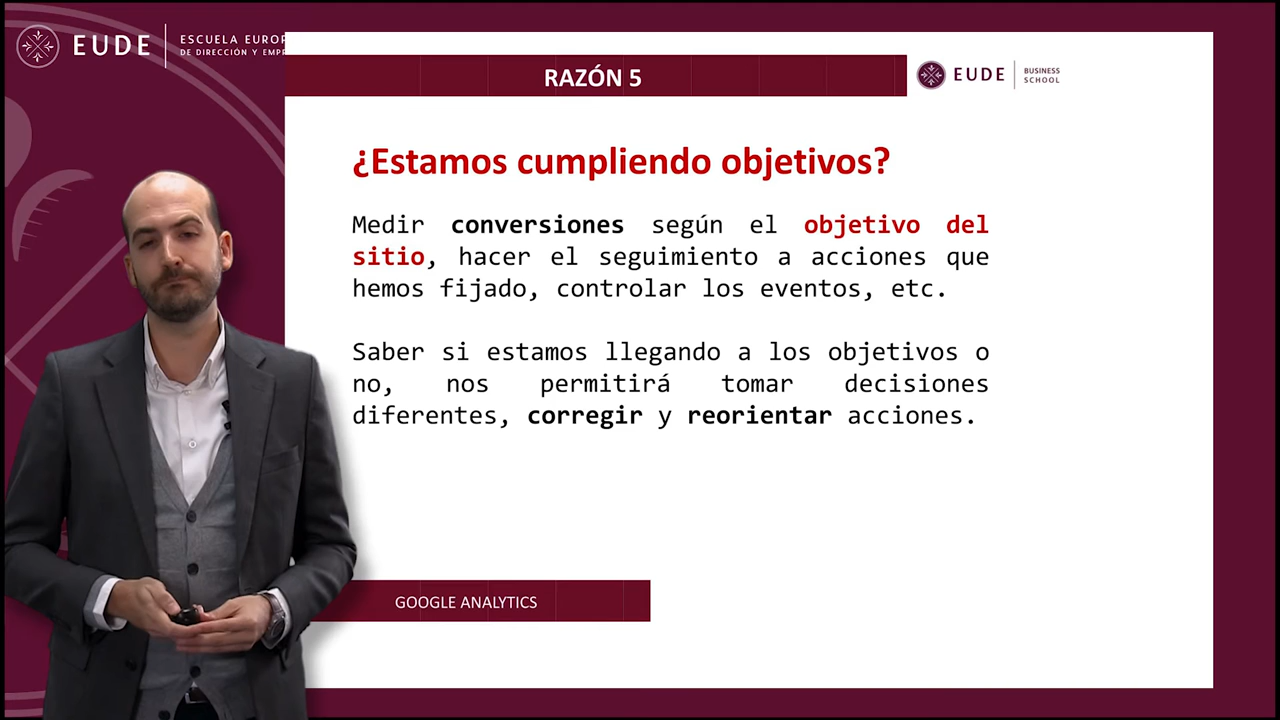 EUDE
ESCUELA EUROP
DE DIRECCIÓN Y EMPR
RAZÓN 5
EUDE
BUSINESS
SCHOOL
¿Estamos cumpliendo objetivos?
Medir conversiones según el objetivo del
sitio, hacer el seguimiento a acciones que
hemos fijado, controlar los eventos, etc.
Saber si estamos llegando a los objetivos o
no, nos permitirá tomar decisiones
diferentes, corregir y reorientar acciones.
GOOGLE ANALYTICS